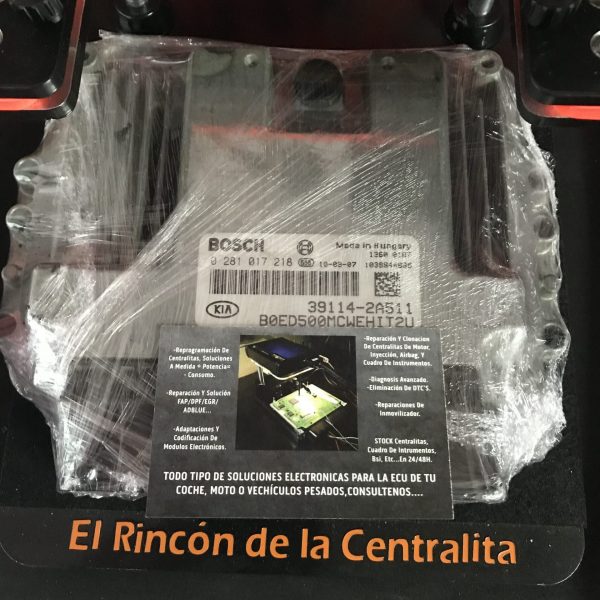 BOSCH
Made in Hungary
0 281 017 218
10-03-07
KIA
39114-2A511
B0ED500MCWEHIT2U
-Reprogramación De
Centralitas, Soluciones
A Medida + Potencia=
- Consumo.
-Reparación Y Solución
FAP/DPF/EGR/
ADBLUE...
-Adaptaciones Y
Codificación De
Modulos Electrónicos.
-Reparación Y Clonacion
De Centralitas De Motor,
Inyección, Airbag, Y
Cuadro De Instrumentos.
-Diagnosis Avanzado.
-Eliminación De DTC'S.
-Reparaciones De
Inmovilizador.
STOCK Centralitas,
Cuadro De Intrumentos,
Bsi, Etc...En 24/48H.
TODO TIPO DE SOLUCIONES ELECTRONICAS PARA LA ECU DE TU
COCHE, MOTO O VECHÍCULOS PESADOS,CONSULTENOS....
El Rincón de la Centralita